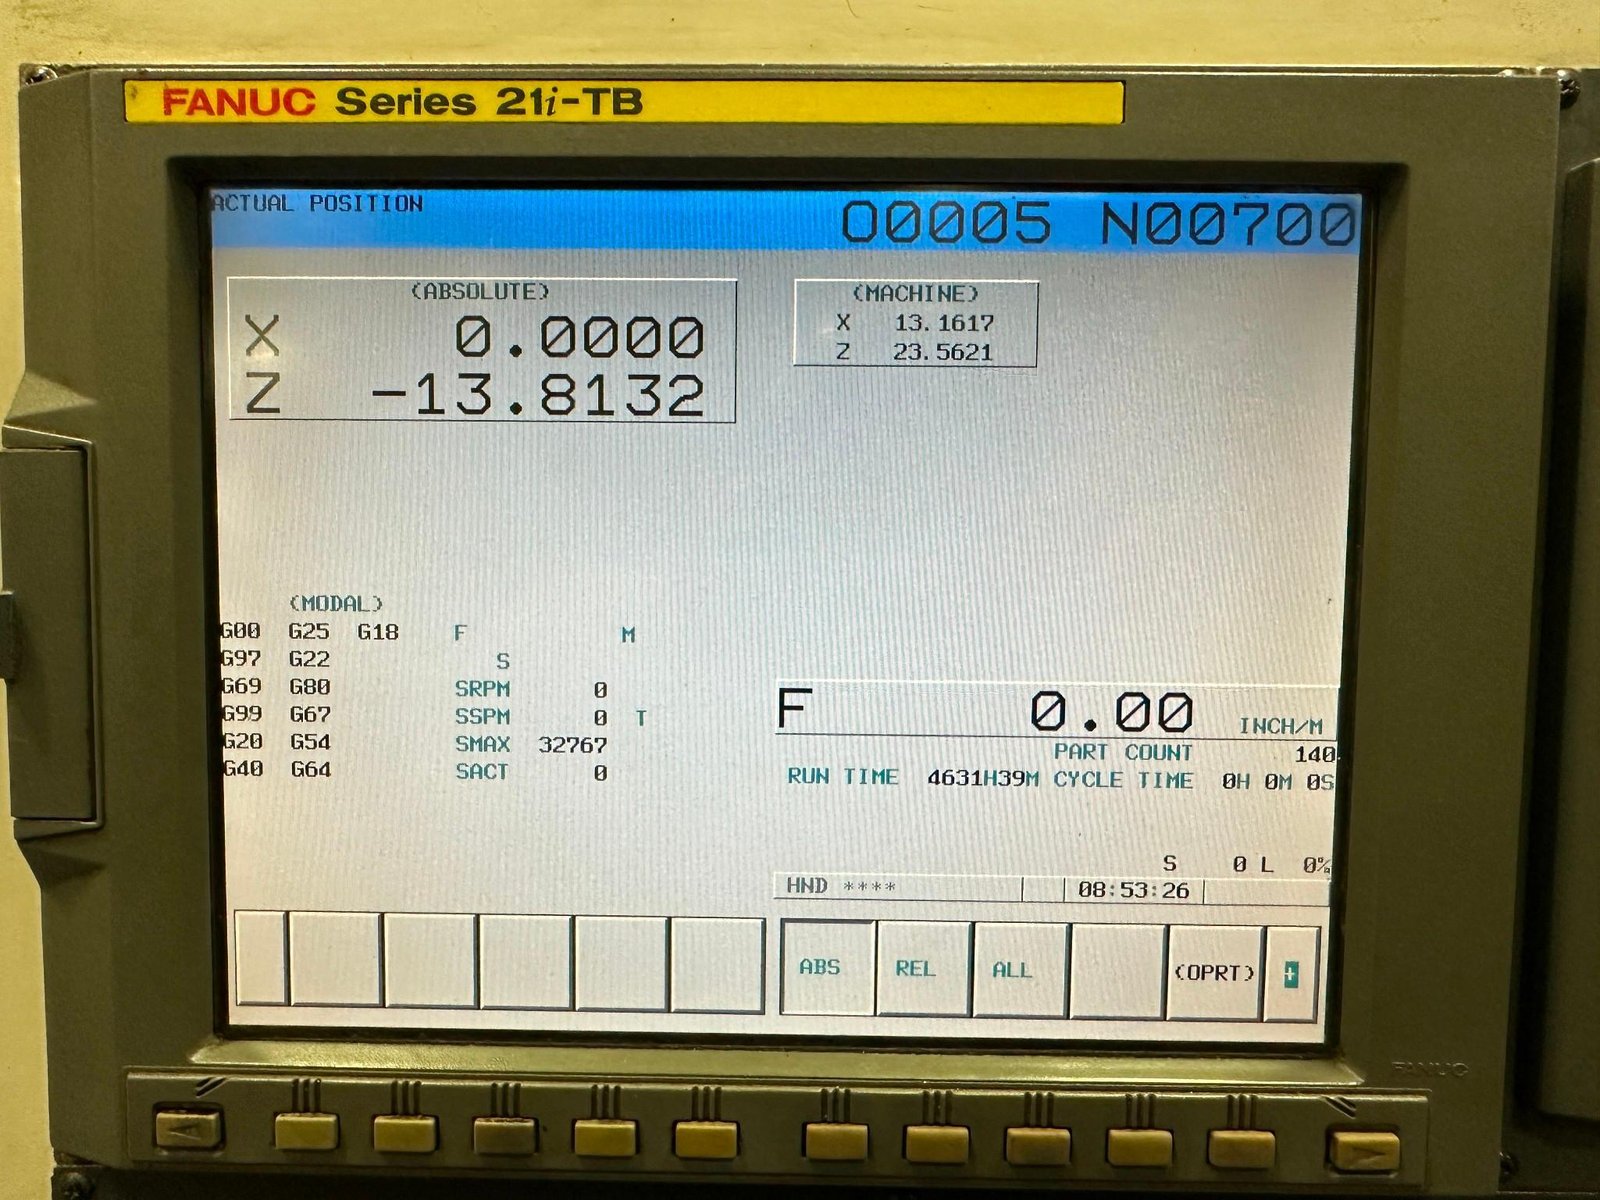 FANUC Series 21i-TB
ACTUAL POSITION O0005 N00700
(ABSOLUTE)
X 0.0000
Z -13.8132
(MACHINE)
X 13.1617
Z 23.5621
(MODAL)
G00 G25 G18 F M
G97 G22 S
G69 G80 SRPM 0
G99 G67 SSPM 0 T
G20 G54 SMAX 32767
G40 G64 SACT 0
F 0.00 INCH/M
PART COUNT 140
RUN TIME 4631H39M CYCLE TIME 0H 0M 0S
S 0 L 0%
HND **** 08:53:26
ABS REL ALL (OPRT) +
FANUC